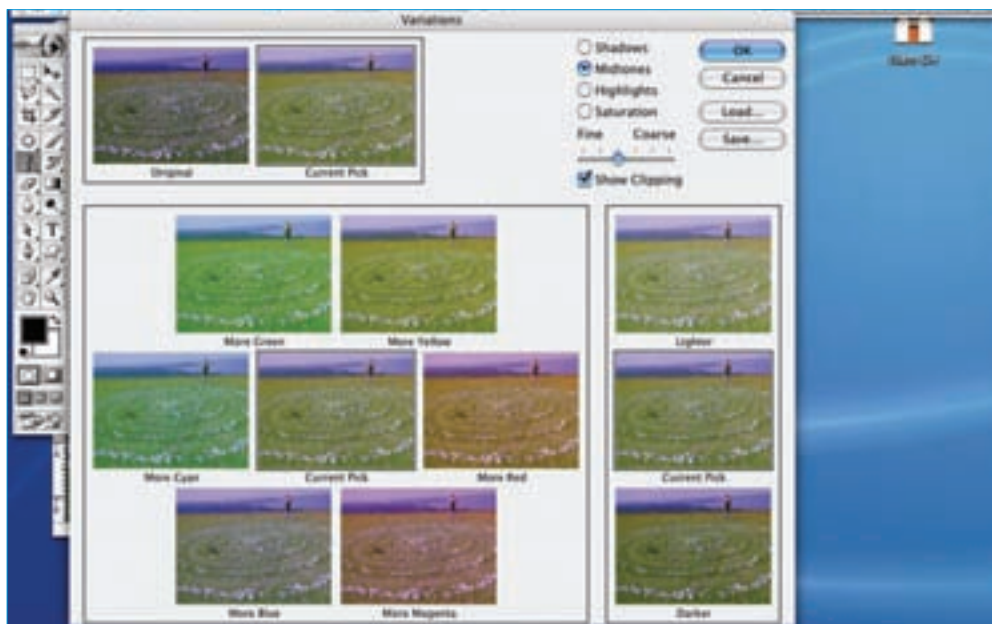 Variations
Original
Current Pick
Shadows
Midtones
Highlights
Saturation
Fine Coarse
Show Clipping
OK
Cancel
Load...
Save...
More Green
More Yellow
Lighter
More Cyan
Current Pick
More Red
Current Pick
More Blue
More Magenta
Darker
T